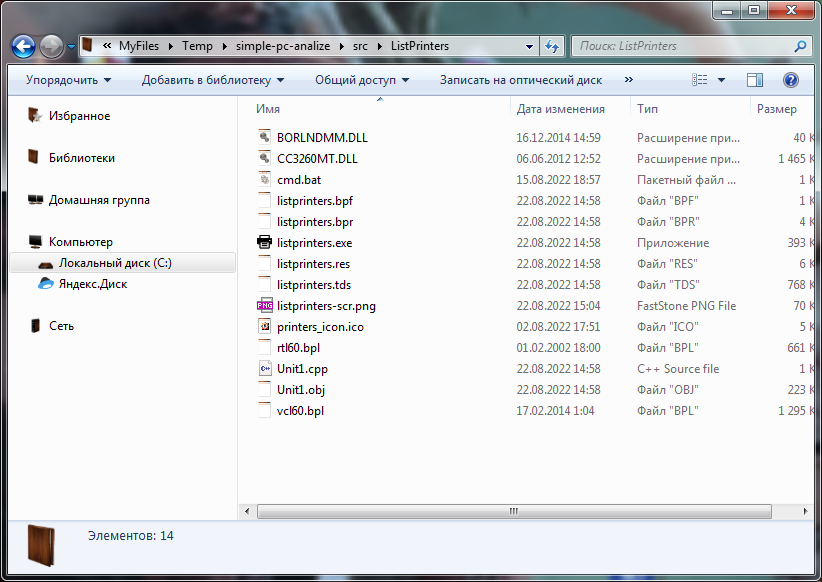 « MyFiles ▸ Temp ▸ simple-pc-analize ▸ src ▸ ListPrinters
Поиск: ListPrinters
Упорядочить Добавить в библиотеку Общий доступ Записать на оптический диск »
Избранное
Библиотеки
Домашняя группа
Компьютер
Локальный диск (C:)
Яндекс.Диск
Сеть
Имя Дата изменения Тип Размер
BORLNDMM.DLL 16.12.2014 14:59 Расширение при... 40 К
CC3260MT.DLL 06.06.2012 12:52 Расширение при... 1 465 К
cmd.bat 15.08.2022 18:57 Пакетный файл ... 1 К
listprinters.bpf 22.08.2022 14:58 Файл "BPF" 1 К
listprinters.bpr 22.08.2022 14:58 Файл "BPR" 4 К
listprinters.exe 22.08.2022 14:58 Приложение 393 К
listprinters.res 22.08.2022 14:58 Файл "RES" 6 К
listprinters.tds 22.08.2022 14:58 Файл "TDS" 768 К
PNG listprinters-scr.png 22.08.2022 15:04 FastStone PNG File 70 К
printers_icon.ico 02.08.2022 17:51 Файл "ICO" 5 К
rtl60.bpl 01.02.2002 18:00 Файл "BPL" 661 К
C++ Unit1.cpp 22.08.2022 14:58 C++ Source file 1 К
Unit1.obj 22.08.2022 14:58 Файл "OBJ" 223 К
vcl60.bpl 17.02.2014 1:04 Файл "BPL" 1 295 К
Элементов: 14